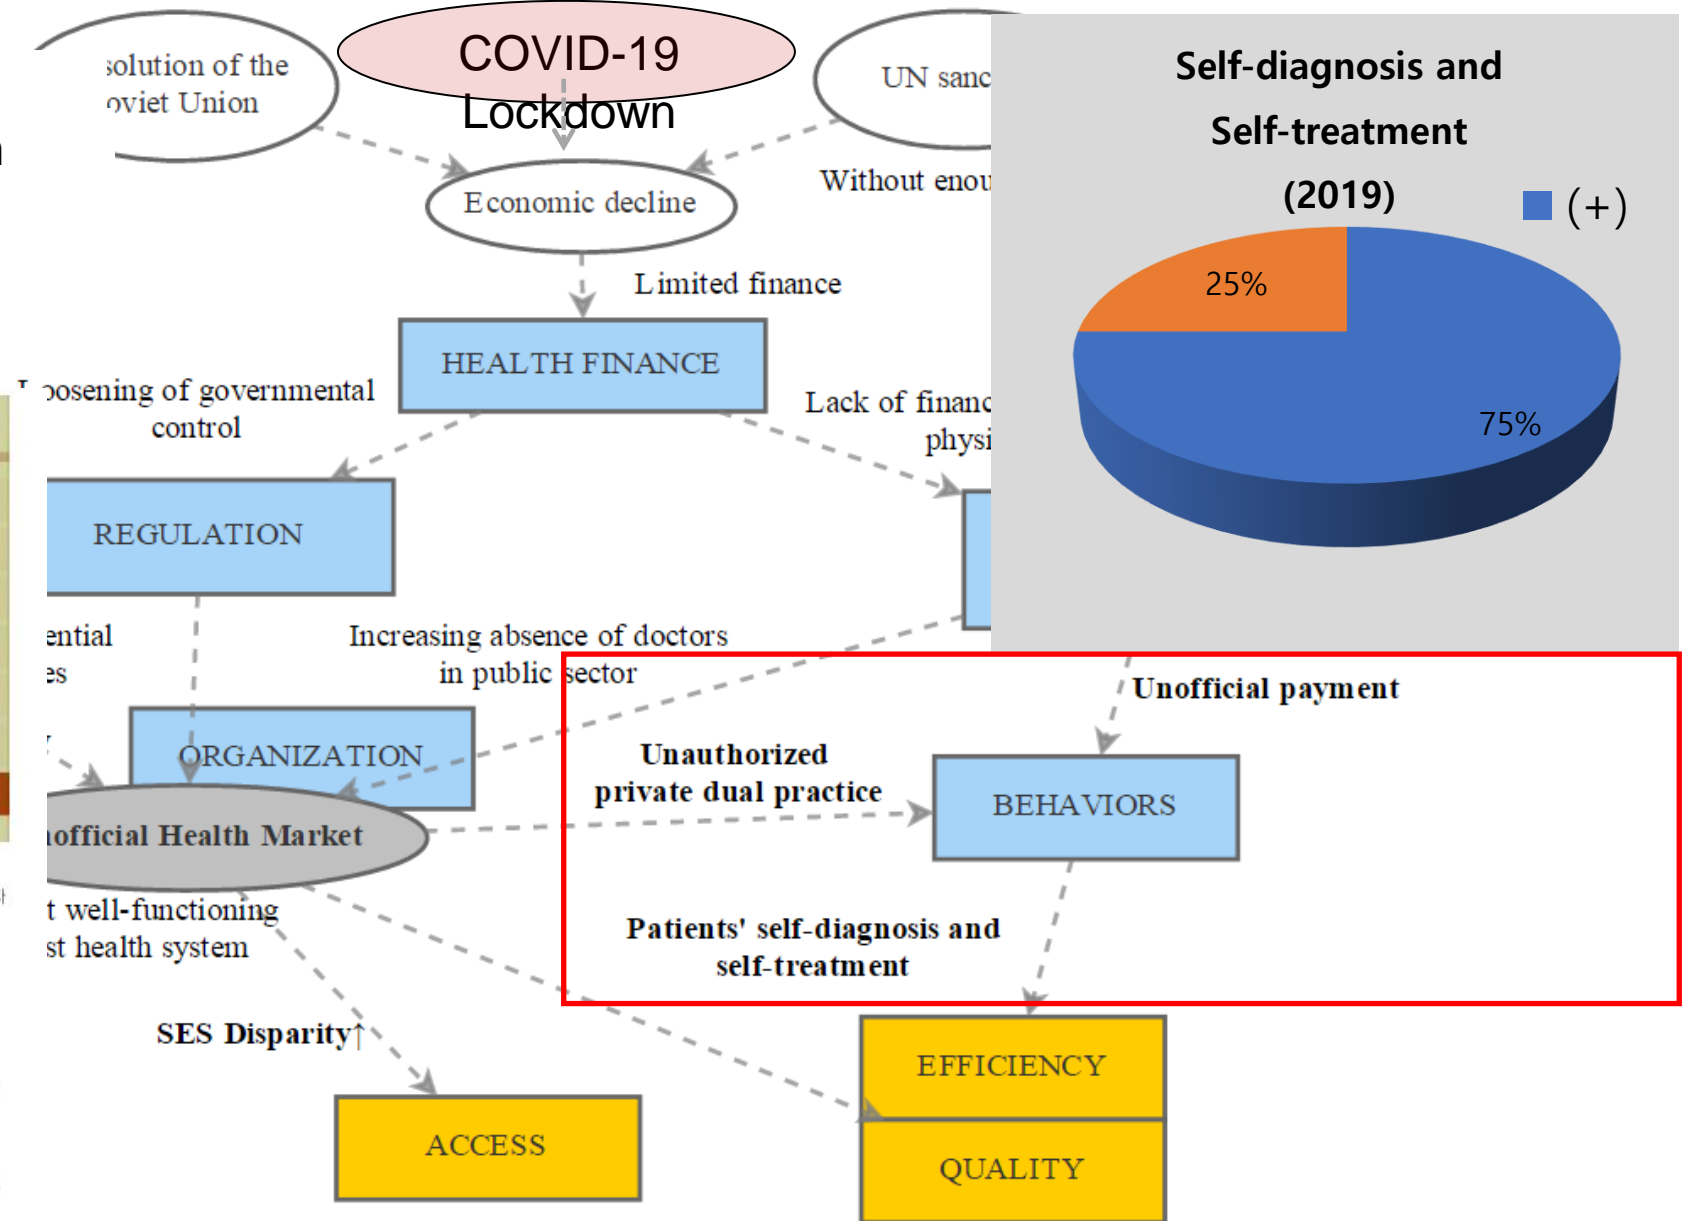 solution of the
oviet Union
COVID-19
Lockdown
UN sanc
Economic decline
Without enou
Limited finance
HEALTH FINANCE
oosening of governmental
control
Lack of financ
physi
REGULATION
ential
es
Increasing absence of doctors
in public sector
ORGANIZATION
nofficial Health Market
t well-functioning
st health system
SES Disparity↑
ACCESS
Self-diagnosis and
Self-treatment
(2019)
(+)
25%
75%
Unofficial payment
Unauthorized
private dual practice
BEHAVIORS
Patients' self-diagnosis and
self-treatment
EFFICIENCY
QUALITY